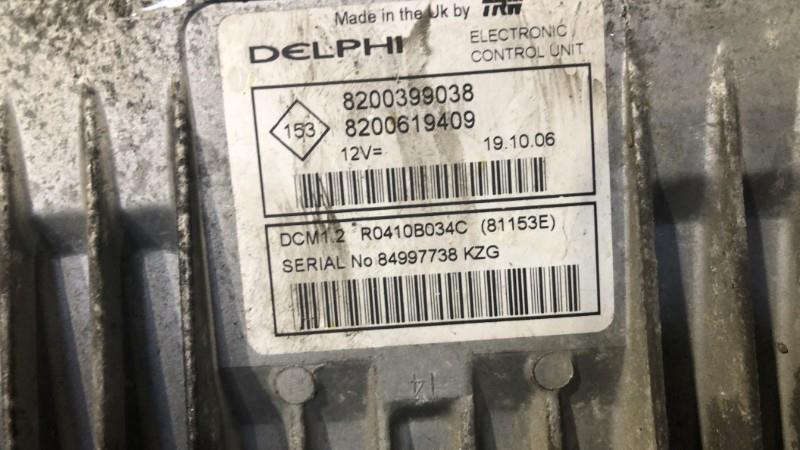 Made in the Uk by TRW
DELPHI
ELECTRONIC
CONTROL UNIT
153
8200399038
8200619409
12V=
19.10.06
DCM1.2 * R0410B034C (81153E)
SERIAL No 84997738 KZG
14